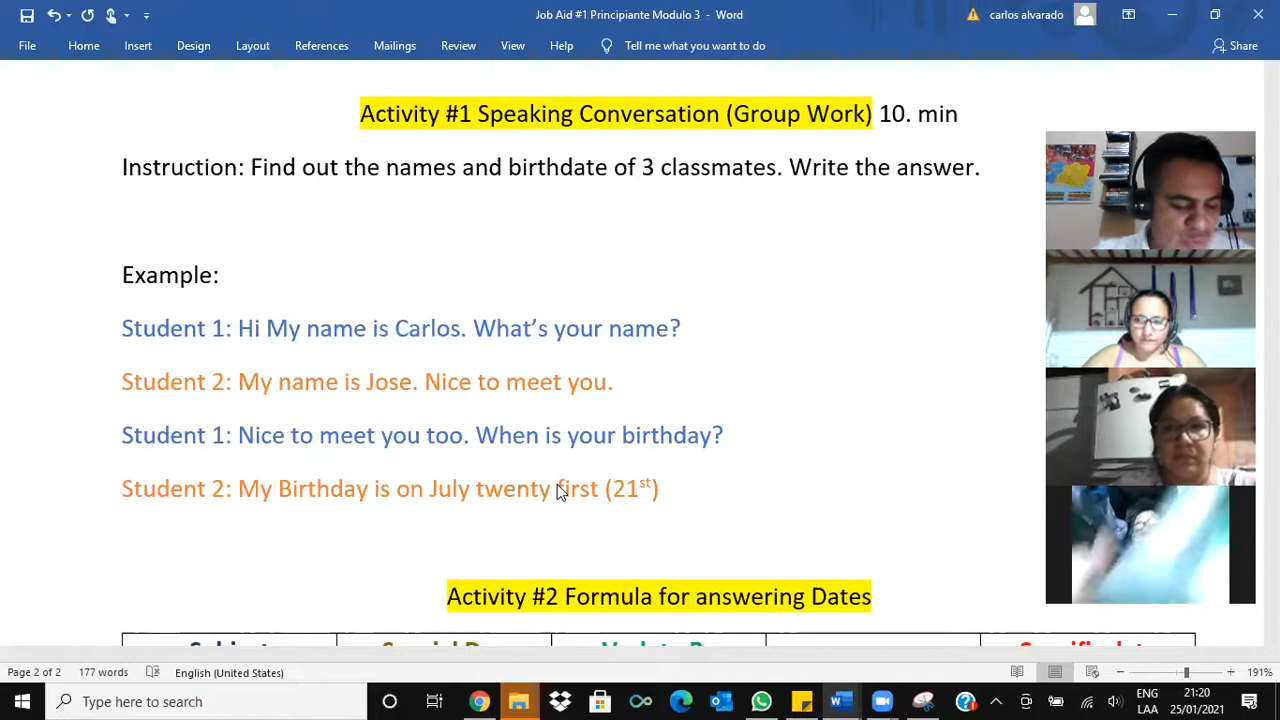 Job Aid #1 Principiante Modulo 3 - Word
carlos alvarado
File Home Insert Design Layout References Mailings Review View Help Tell me what you want to do Share
Activity #1 Speaking Conversation (Group Work) 10. min
Instruction: Find out the names and birthdate of 3 classmates. Write the answer.
Example:
Student 1: Hi My name is Carlos. What’s your name?
Student 2: My name is Jose. Nice to meet you.
Student 1: Nice to meet you too. When is your birthday?
Student 2: My Birthday is on July twenty first (21st)
Activity #2 Formula for answering Dates
Page 2 of 2 177 words English (United States) 191%
Type here to search
ENG 21:20
LAA 25/01/2021